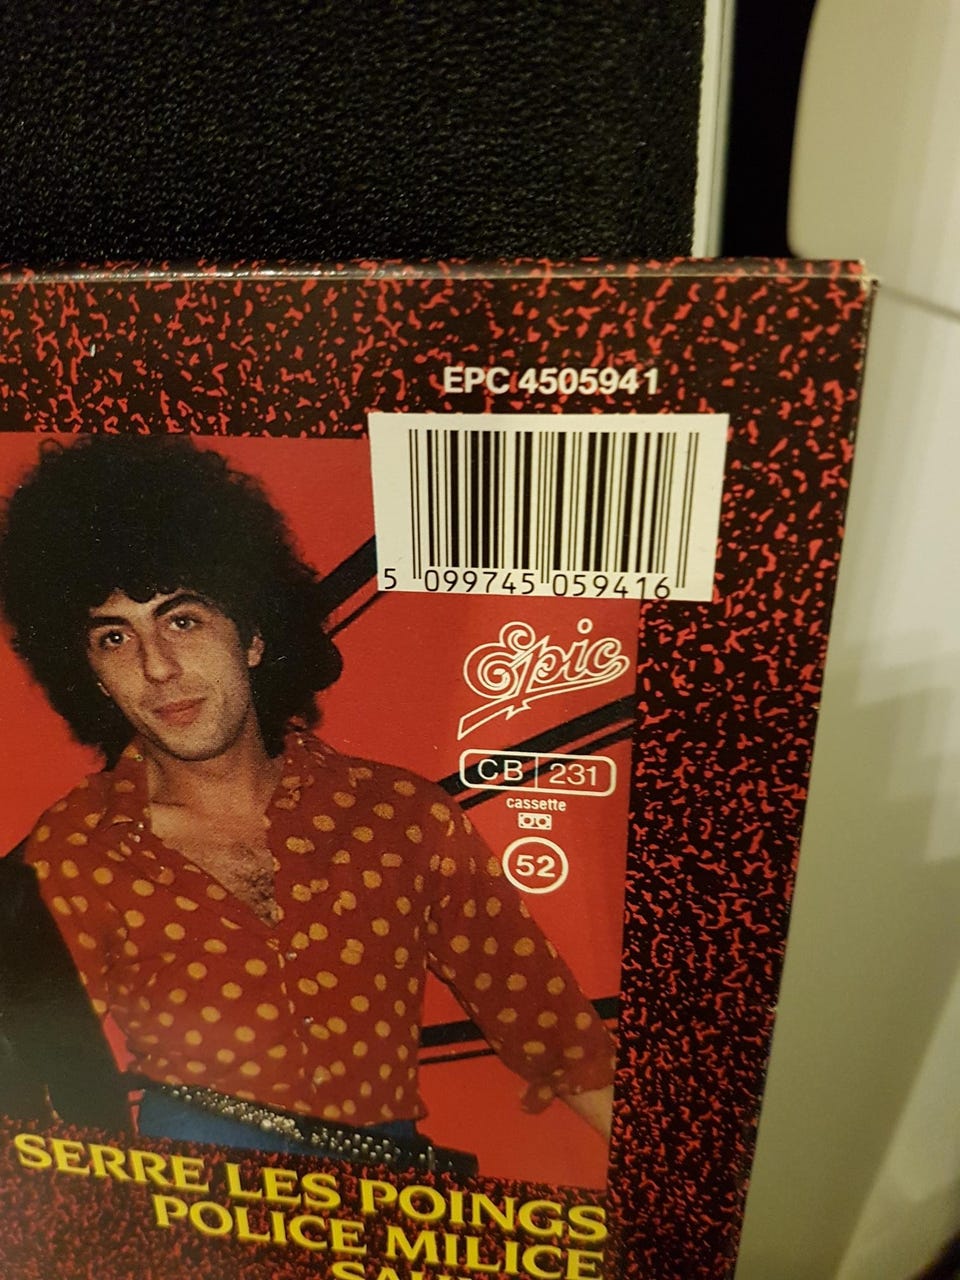 EPC 4505941
5 099745 059416
Epic
CB 231
cassette
52
SERRE LES POINGS
POLICE MILICE